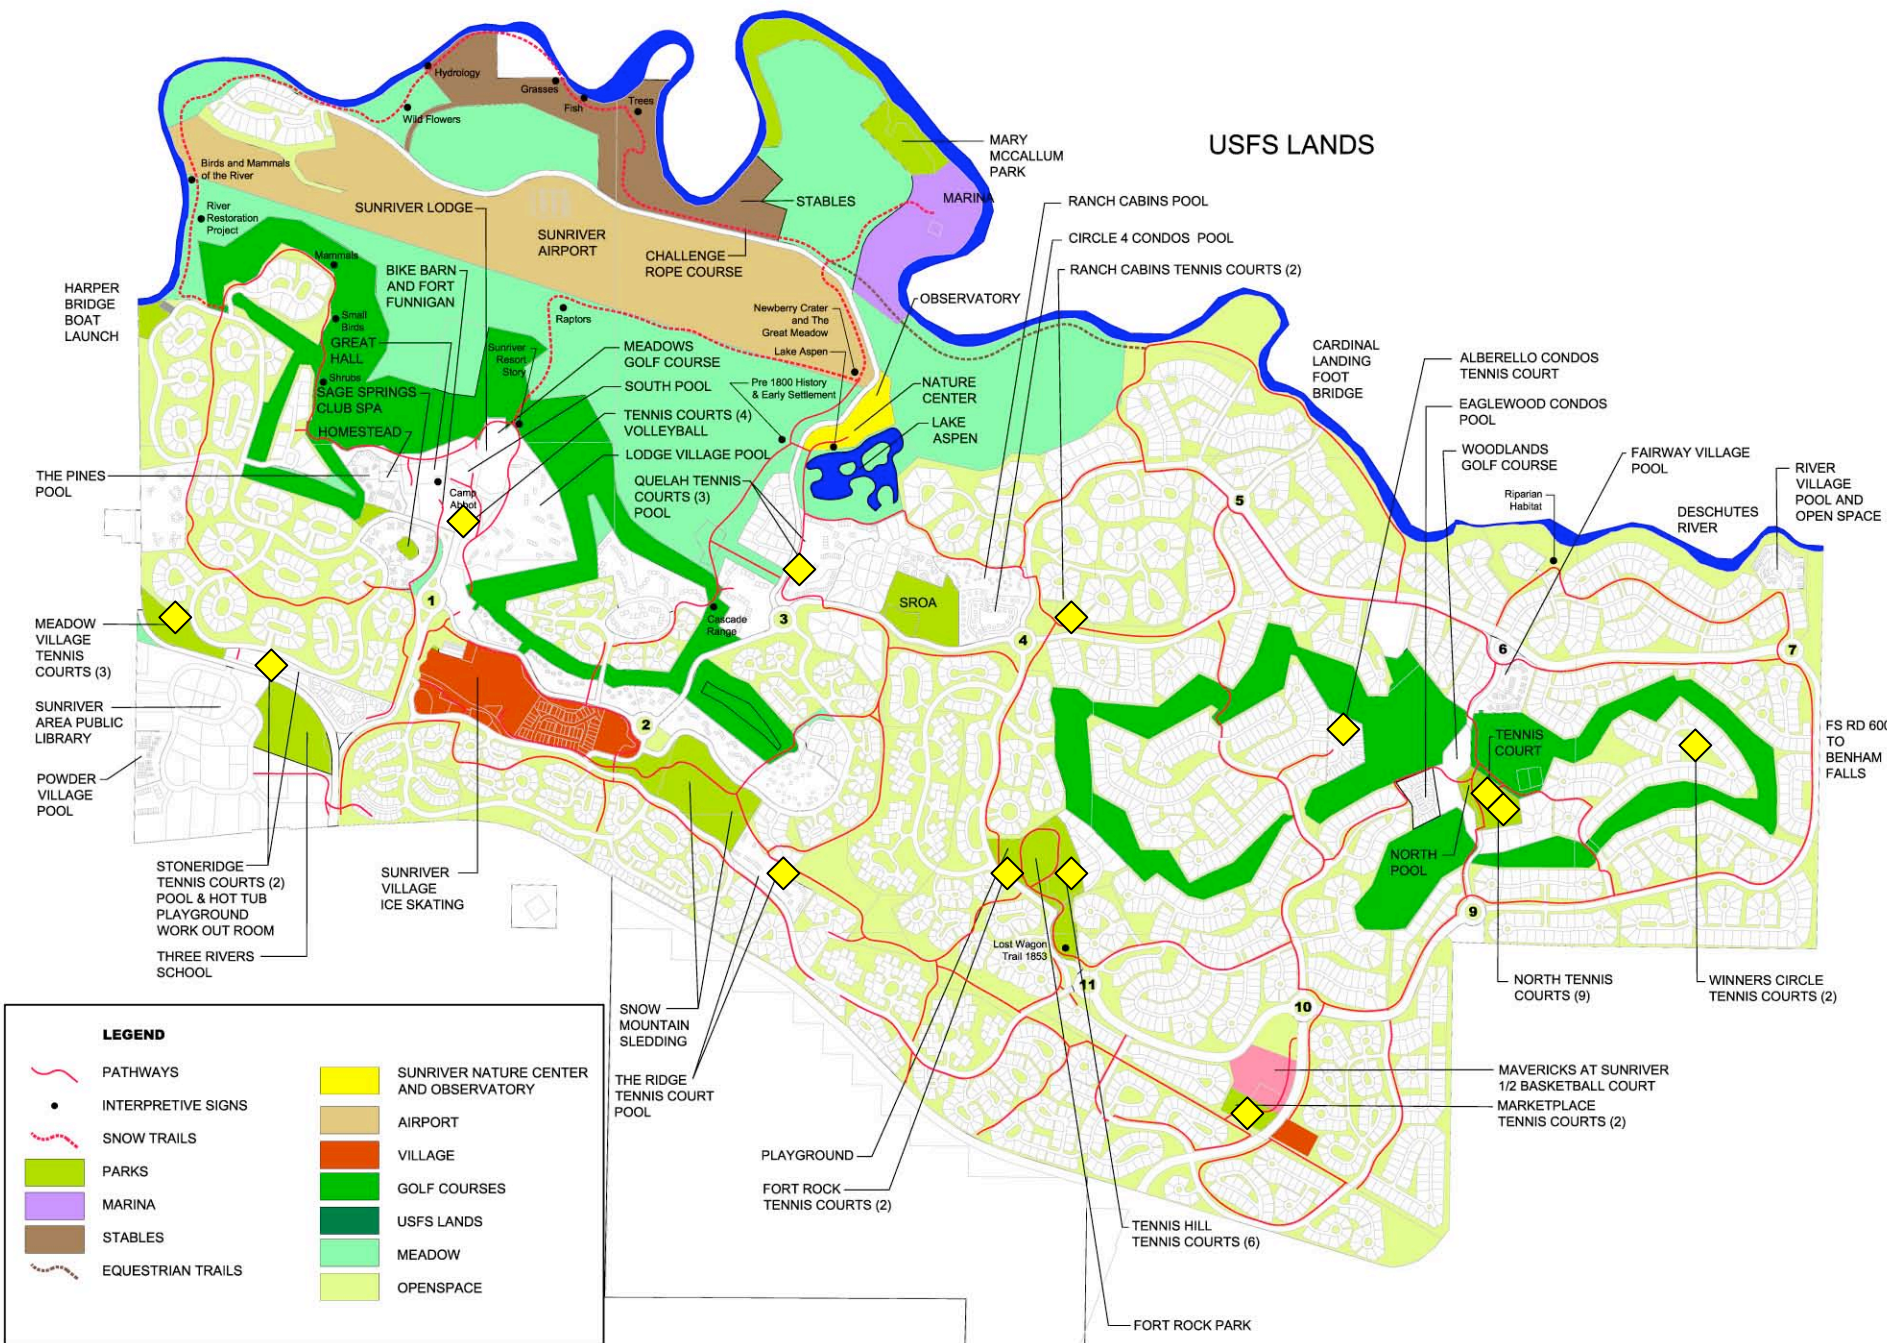 USFS LANDS
Hydrology
Grasses
Fish
Trees
Wild Flowers
MARY
MCCALLUM
PARK
Birds and Mammals
of the River
River
Restoration
Project
SUNRIVER LODGE
SUNRIVER
AIRPORT
STABLES
MARINA
CHALLENGE
ROPE COURSE
RANCH CABINS POOL
CIRCLE 4 CONDOS POOL
RANCH CABINS TENNIS COURTS (2)
OBSERVATORY
Mammals
BIKE BARN
AND FORT
FUNNIGAN
HARPER
BRIDGE
BOAT
LAUNCH
Small
Birds
GREAT
HALL
Shrubs
SAGE SPRINGS
CLUB SPA
HOMESTEAD
THE PINES
POOL
Raptors
Sunriver
Resort
Story
MEADOWS
GOLF COURSE
SOUTH POOL
TENNIS COURTS (4)
VOLLEYBALL
LODGE VILLAGE POOL
QUELAH TENNIS
COURTS (3)
POOL
Newberry Crater
and The
Great Meadow
Lake Aspen
Pre 1800 History
& Early Settlement
NATURE
CENTER
LAKE
ASPEN
CARDINAL
LANDING
FOOT
BRIDGE
ALBERELLO CONDOS
TENNIS COURT
EAGLEWOOD CONDOS
POOL
WOODLANDS
GOLF COURSE
FAIRWAY VILLAGE
POOL
RIVER
VILLAGE
POOL AND
OPEN SPACE
Riparian
Habitat
DESCHUTES
RIVER
Camp
Abbot
1
2
3
4
5
6
7
SROA
Cascade
Range
MEADOW
VILLAGE
TENNIS
COURTS (3)
SUNRIVER
AREA PUBLIC
LIBRARY
POWDER
VILLAGE
POOL
STONERIDGE
TENNIS COURTS (2)
POOL & HOT TUB
PLAYGROUND
WORK OUT ROOM
THREE RIVERS
SCHOOL
SUNRIVER
VILLAGE
ICE SKATING
SNOW
MOUNTAIN
SLEDDING
THE RIDGE
TENNIS COURT
POOL
TENNIS
COURT
NORTH
POOL
FS RD 600
TO
BENHAM
FALLS
9
10
11
Lost Wagon
Trail 1853
NORTH TENNIS
COURTS (9)
WINNERS CIRCLE
TENNIS COURTS (2)
MAVERICKS AT SUNRIVER
1/2 BASKETBALL COURT
MARKETPLACE
TENNIS COURTS (2)
PLAYGROUND
FORT ROCK
TENNIS COURTS (2)
TENNIS HILL
TENNIS COURTS (6)
FORT ROCK PARK
LEGEND
PATHWAYS
INTERPRETIVE SIGNS
SNOW TRAILS
PARKS
MARINA
STABLES
EQUESTRIAN TRAILS
SUNRIVER NATURE CENTER
AND OBSERVATORY
AIRPORT
VILLAGE
GOLF COURSES
USFS LANDS
MEADOW
OPENSPACE